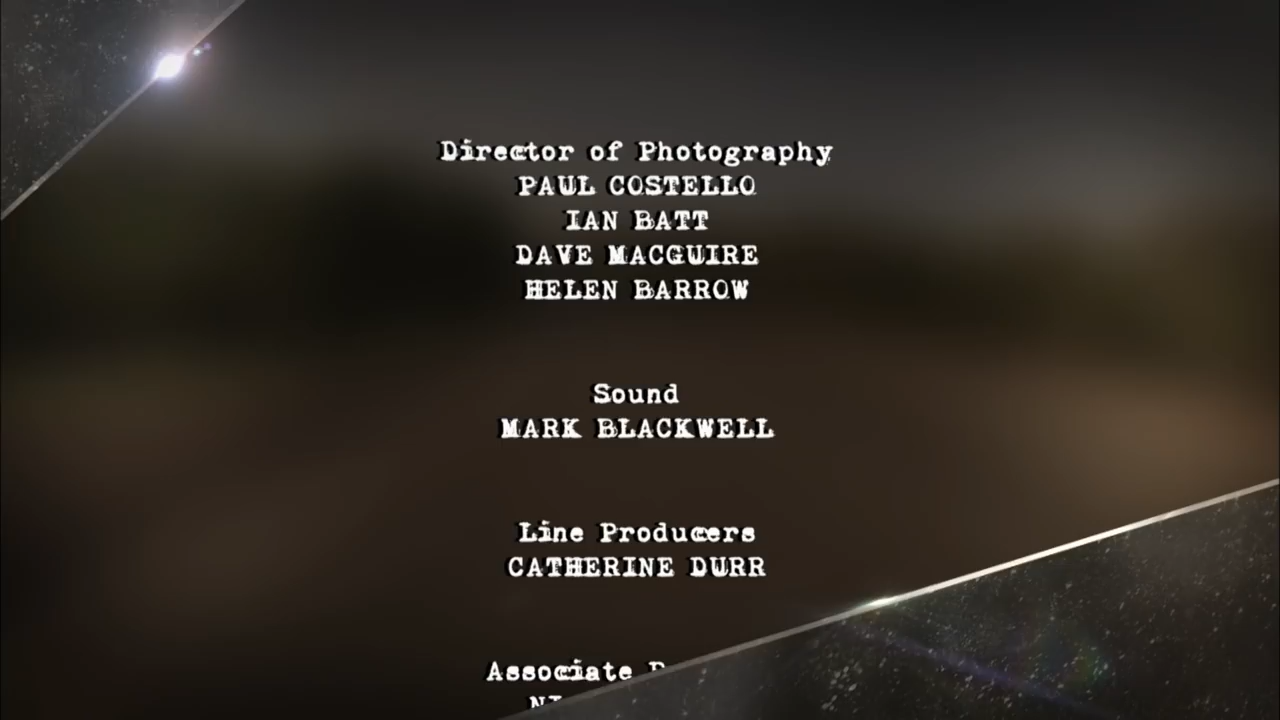 Director of Photography
PAUL COSTELLO
IAN BATT
DAVE MACGUIRE
HELEN BARROW
Sound
MARK BLACKWELL
Line Producers
CATHERINE DURR
Associate